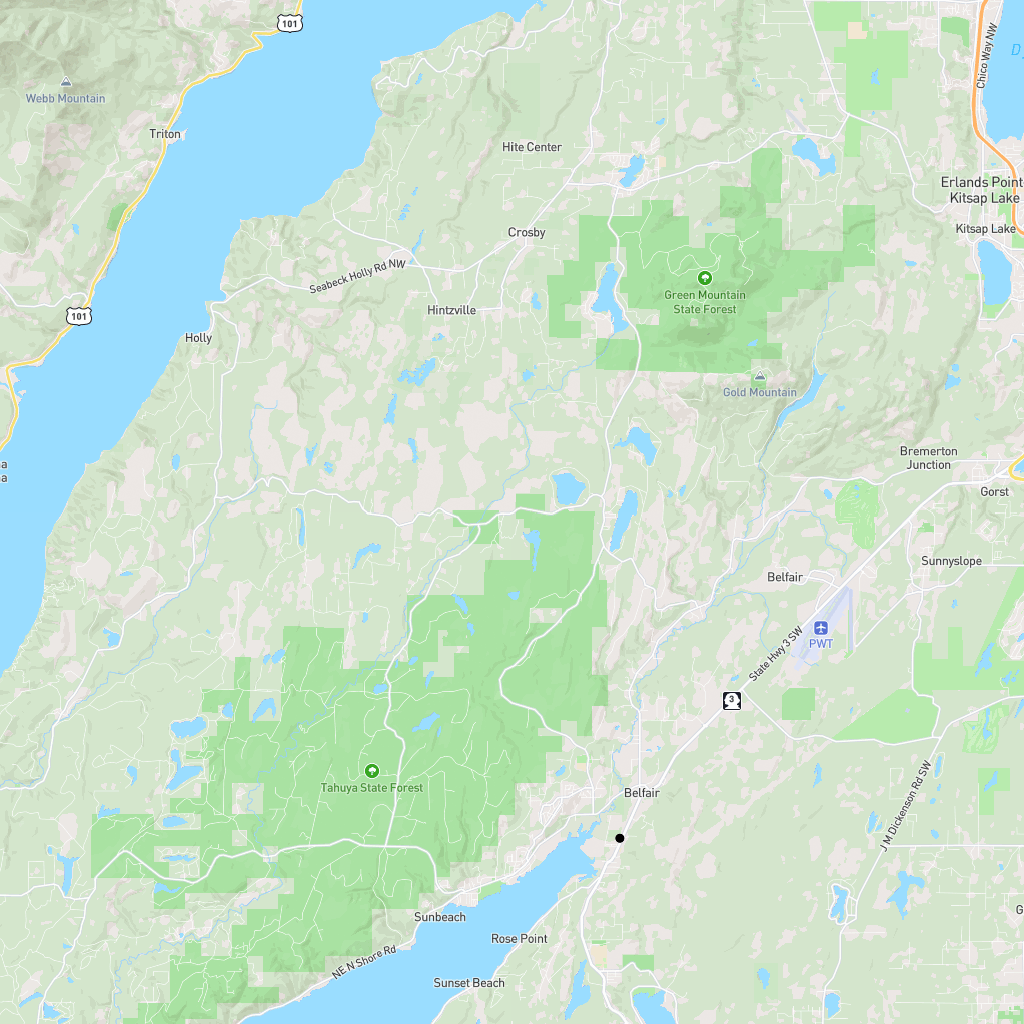 101
Webb Mountain
Triton
Chico Way NW
D
Hite Center
Erlands Point-
Kitsap Lake
Kitsap Lake
Crosby
Seabeck Holly Rd NW
Green Mountain
State Forest
Hintzville
101
Holly
Gold Mountain
Bremerton
Junction
a
a
Gorst
Sunnyslope
Belfair
PWT
State Hwy 3 SW
3
Tahuya State Forest
Belfair
J M Dickenson Rd SW
Sunbeach
G
Rose Point
NE N Shore Rd
Sunset Beach